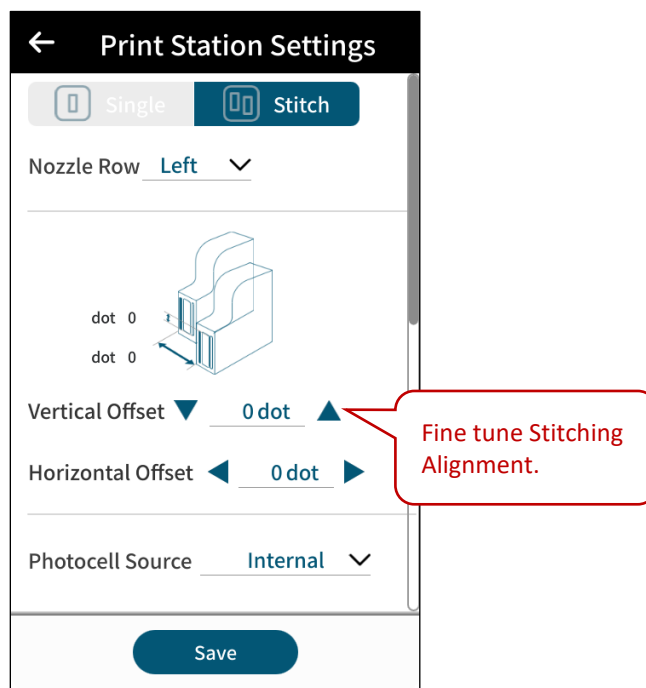 Print Station Settings
Single
Stitch
Nozzle Row Left
dot 0
dot 0
Vertical Offset 0 dot
Horizontal Offset 0 dot
Fine tune Stitching
Alignment.
Photocell Source Internal
Save